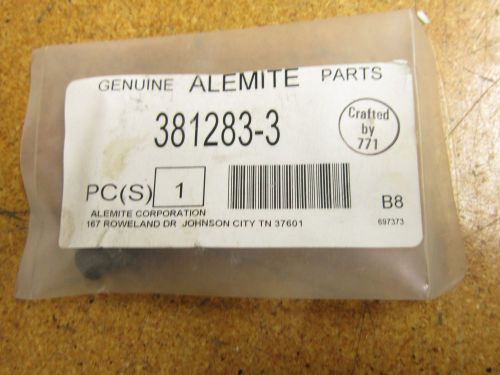 GENUINE ALEMITE PARTS
381283-3
Crafted
by
771
PC(S) 1
B8
ALEMITE CORPORATION
167 ROWELAND DR JOHNSON CITY TN 37601
697373